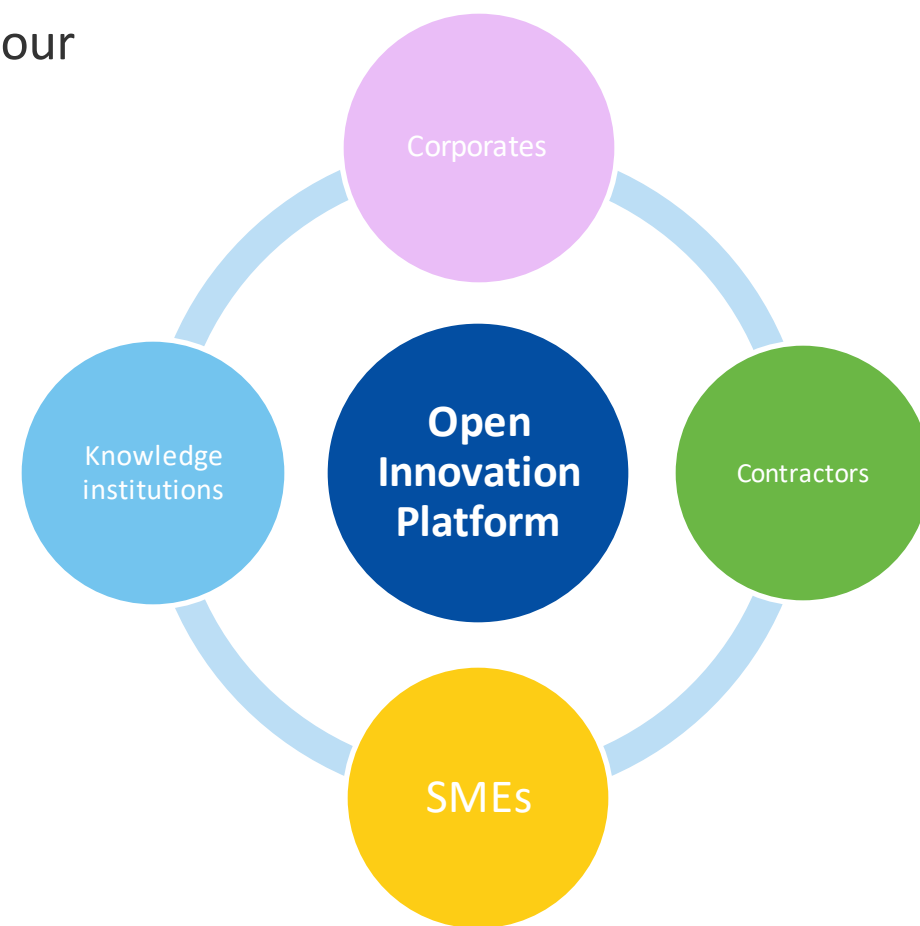 our
Corporates
Knowledge
institutions
Open
Innovation
Platform
Contractors
SMEs